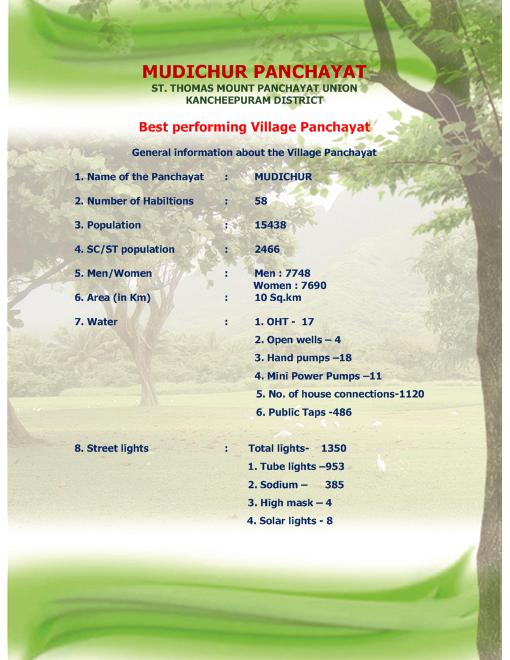 MUDICHUR PANCHAYAT
ST. THOMAS MOUNT PANCHAYAT UNION
KANCHEEPURAM DISTRICT
Best performing Village Panchayat
General information about the Village Panchayat
1. Name of the Panchayat : MUDICHUR
2. Number of Habiltions : 58
3. Population : 15438
4. SC/ST population : 2466
5. Men/Women : Men : 7748
Women : 7690
6. Area (in Km) : 10 Sq.km
7. Water : 1. OHT - 17
2. Open wells – 4
3. Hand pumps –18
4. Mini Power Pumps –11
5. No. of house connections-1120
6. Public Taps -486
8. Street lights : Total lights- 1350
1. Tube lights –953
2. Sodium – 385
3. High mask – 4
4. Solar lights - 8